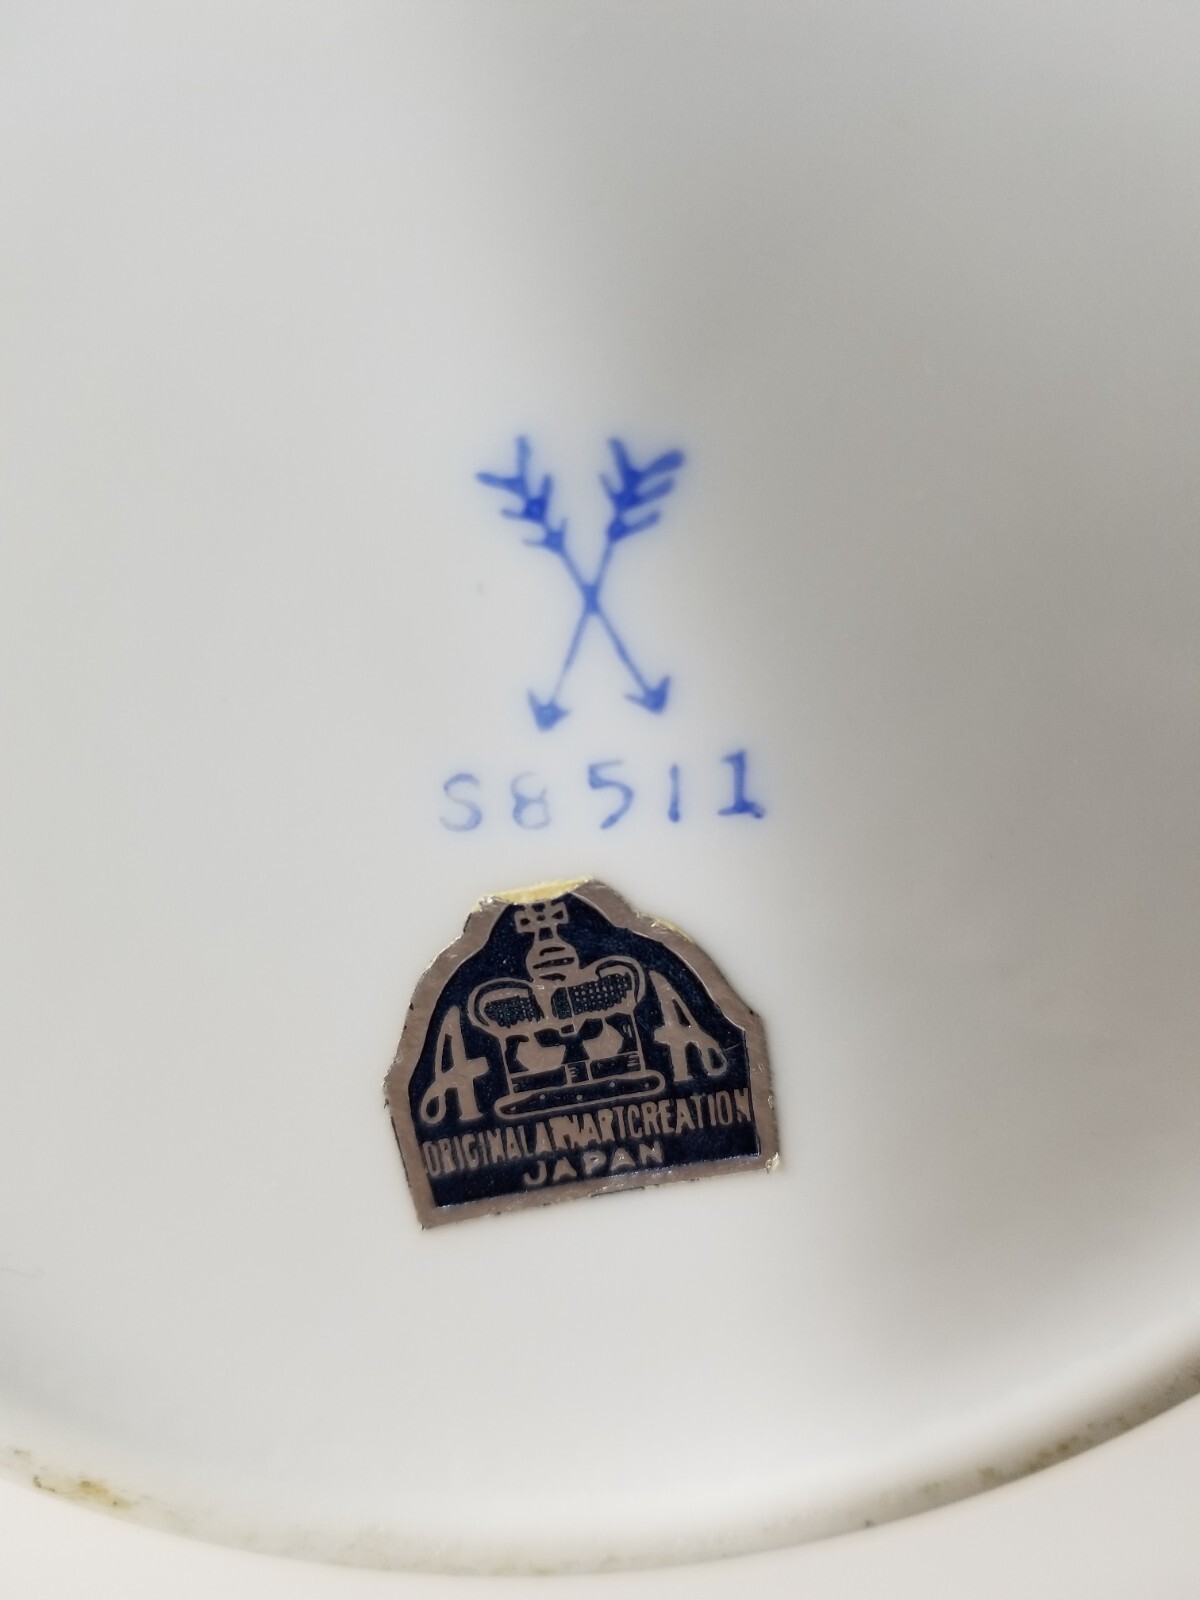 S8511
A A
ORIGINAL ARNART CREATION
JAPAN